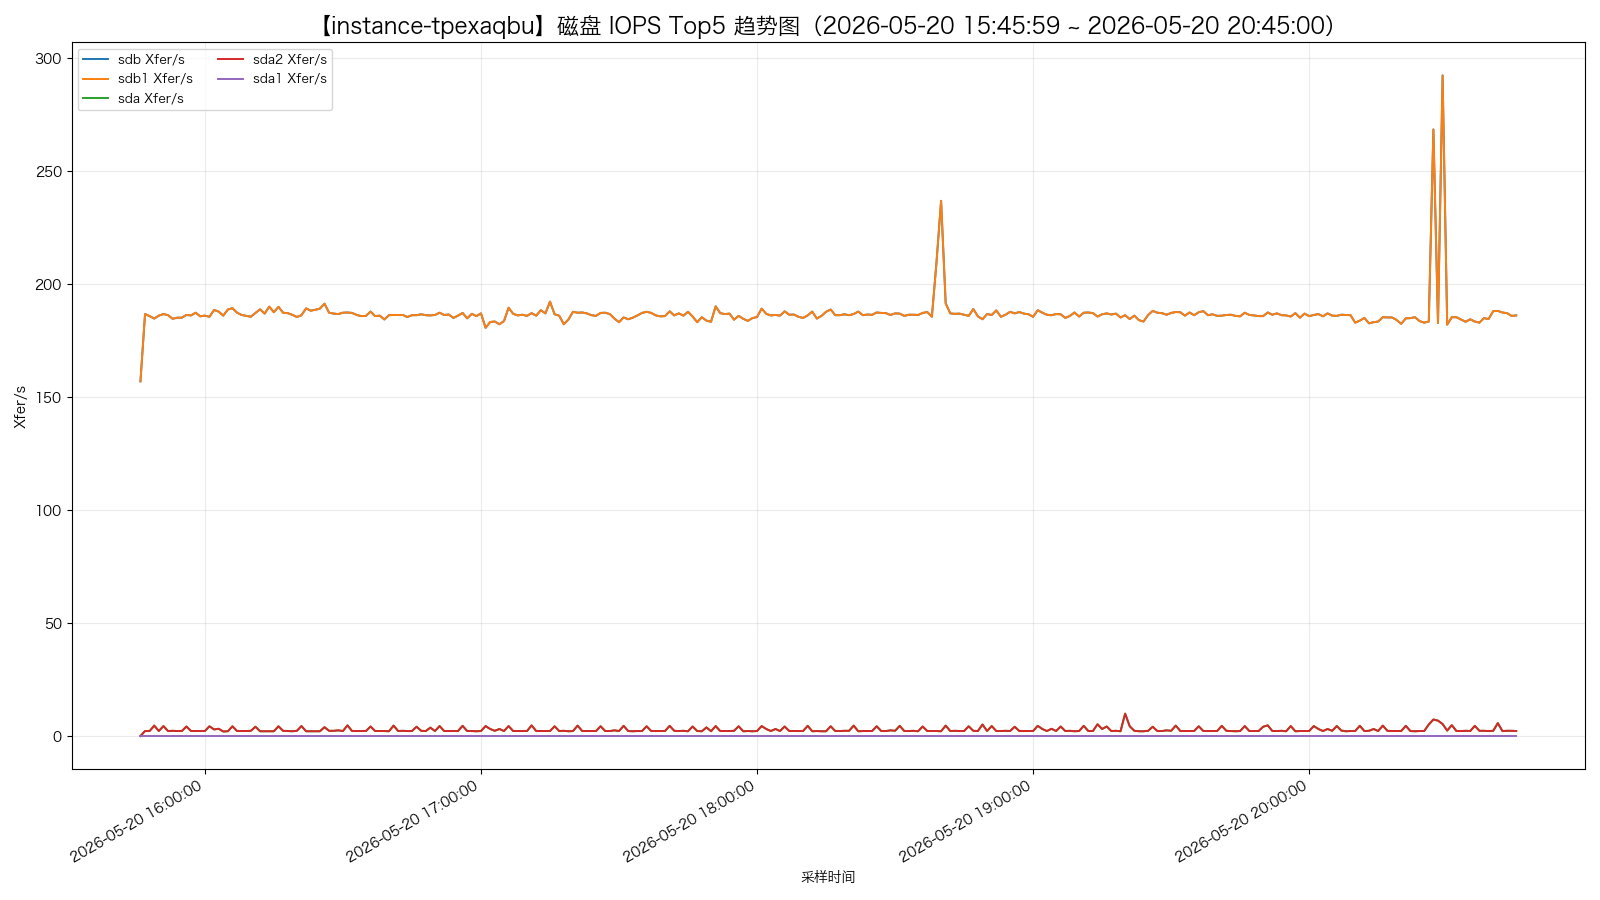 【instance-tpexaqbu】磁盘 IOPS Top5 趋势图（2026-05-20 15:45:59 ~ 2026-05-20 20:45:00）
sdb Xfer/s
sdb1 Xfer/s
sda Xfer/s
sda2 Xfer/s
sda1 Xfer/s
300
250
200
150
100
50
0
Xfer/s
2026-05-20 16:00:00
2026-05-20 17:00:00
2026-05-20 18:00:00
2026-05-20 19:00:00
2026-05-20 20:00:00
采样时间